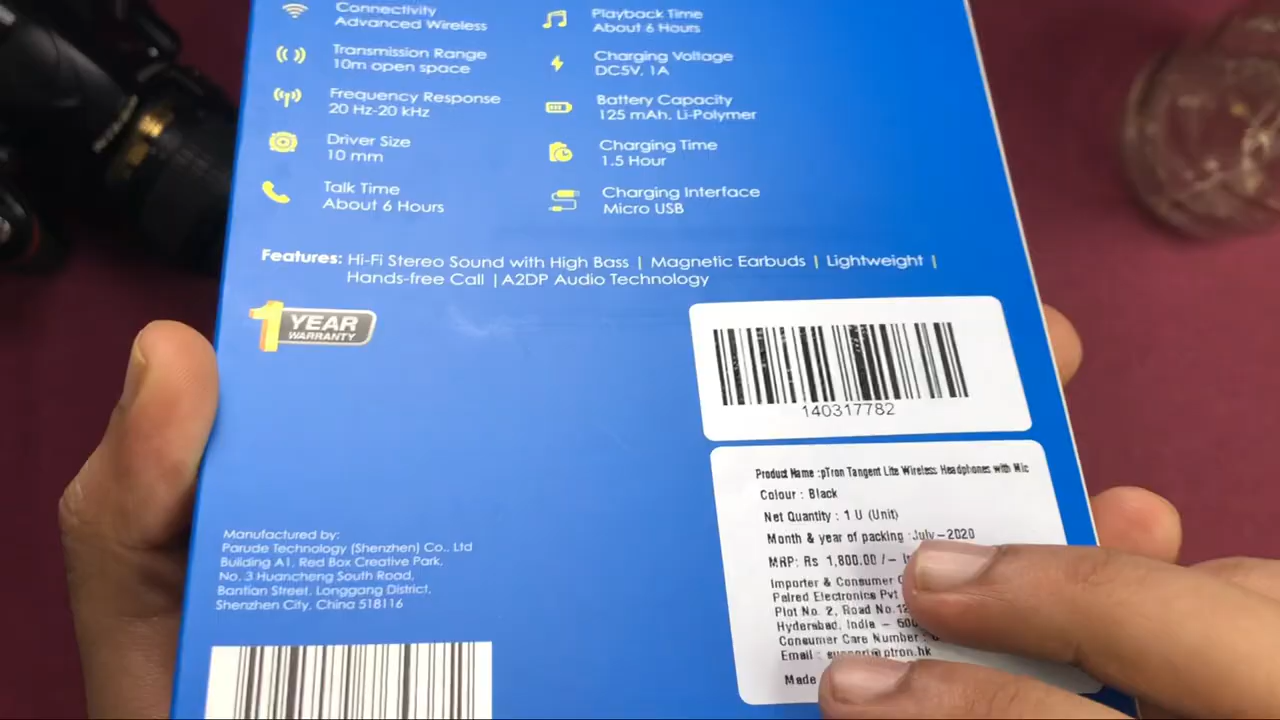 Connectivity
Advanced Wireless
Transmission Range
10m open space
Frequency Response
20 Hz-20 kHz
Driver Size
10 mm
Talk Time
About 6 Hours
Playback Time
About 6 Hours
Charging Voltage
DC5V, 1A
Battery Capacity
125 mAh, Li-Polymer
Charging Time
1.5 Hour
Charging Interface
Micro USB
Features: Hi-Fi Stereo Sound with High Bass | Magnetic Earbuds | Lightweight |
Hands-free Call | A2DP Audio Technology
1 YEAR
WARRANTY
140317782
Product Name :pTron Tangent Lite Wireless Headphones with Mic
Colour : Black
Net Quantity : 1 U (Unit)
Month & year of packing :July-2020
MRP: Rs 1,800.00 /-
Importer & Consumer
Palred Electronics Pvt
Plot No. 2, Road No.12
Hyderabad, India -
Consumer Care Number :
Email : support@ptron.hk
Made
Manufactured by:
Parude Technology (Shenzhen) Co., Ltd
Building A1, Red Box Creative Park,
No. 3 Huancheng South Road,
Bantian Street, Longgang District,
Shenzhen City, China 518116